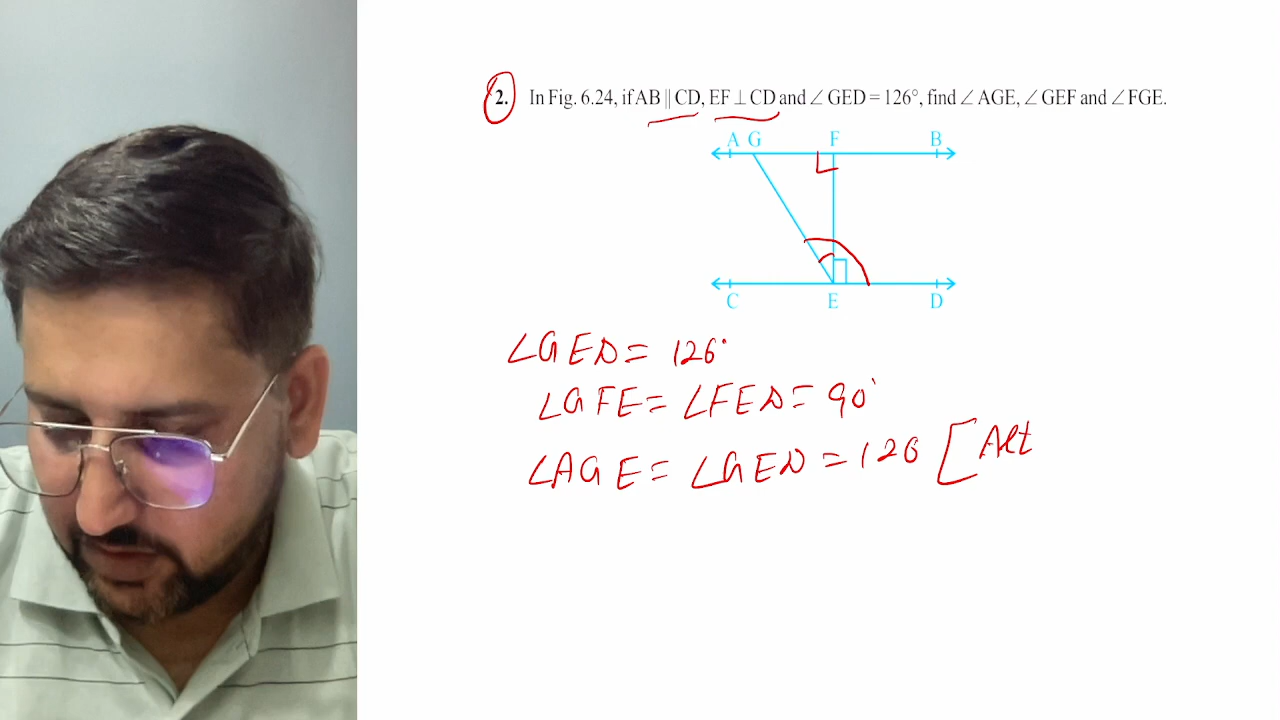 2. In Fig. 6.24, if AB || CD, EF ⊥ CD and ∠ GED = 126°, find ∠ AGE, ∠ GEF and ∠ FGE.
A G F B
C E D
∠GED = 126°
∠GFE = ∠FED = 90°
∠AGE = ∠GED = 126 [Alt